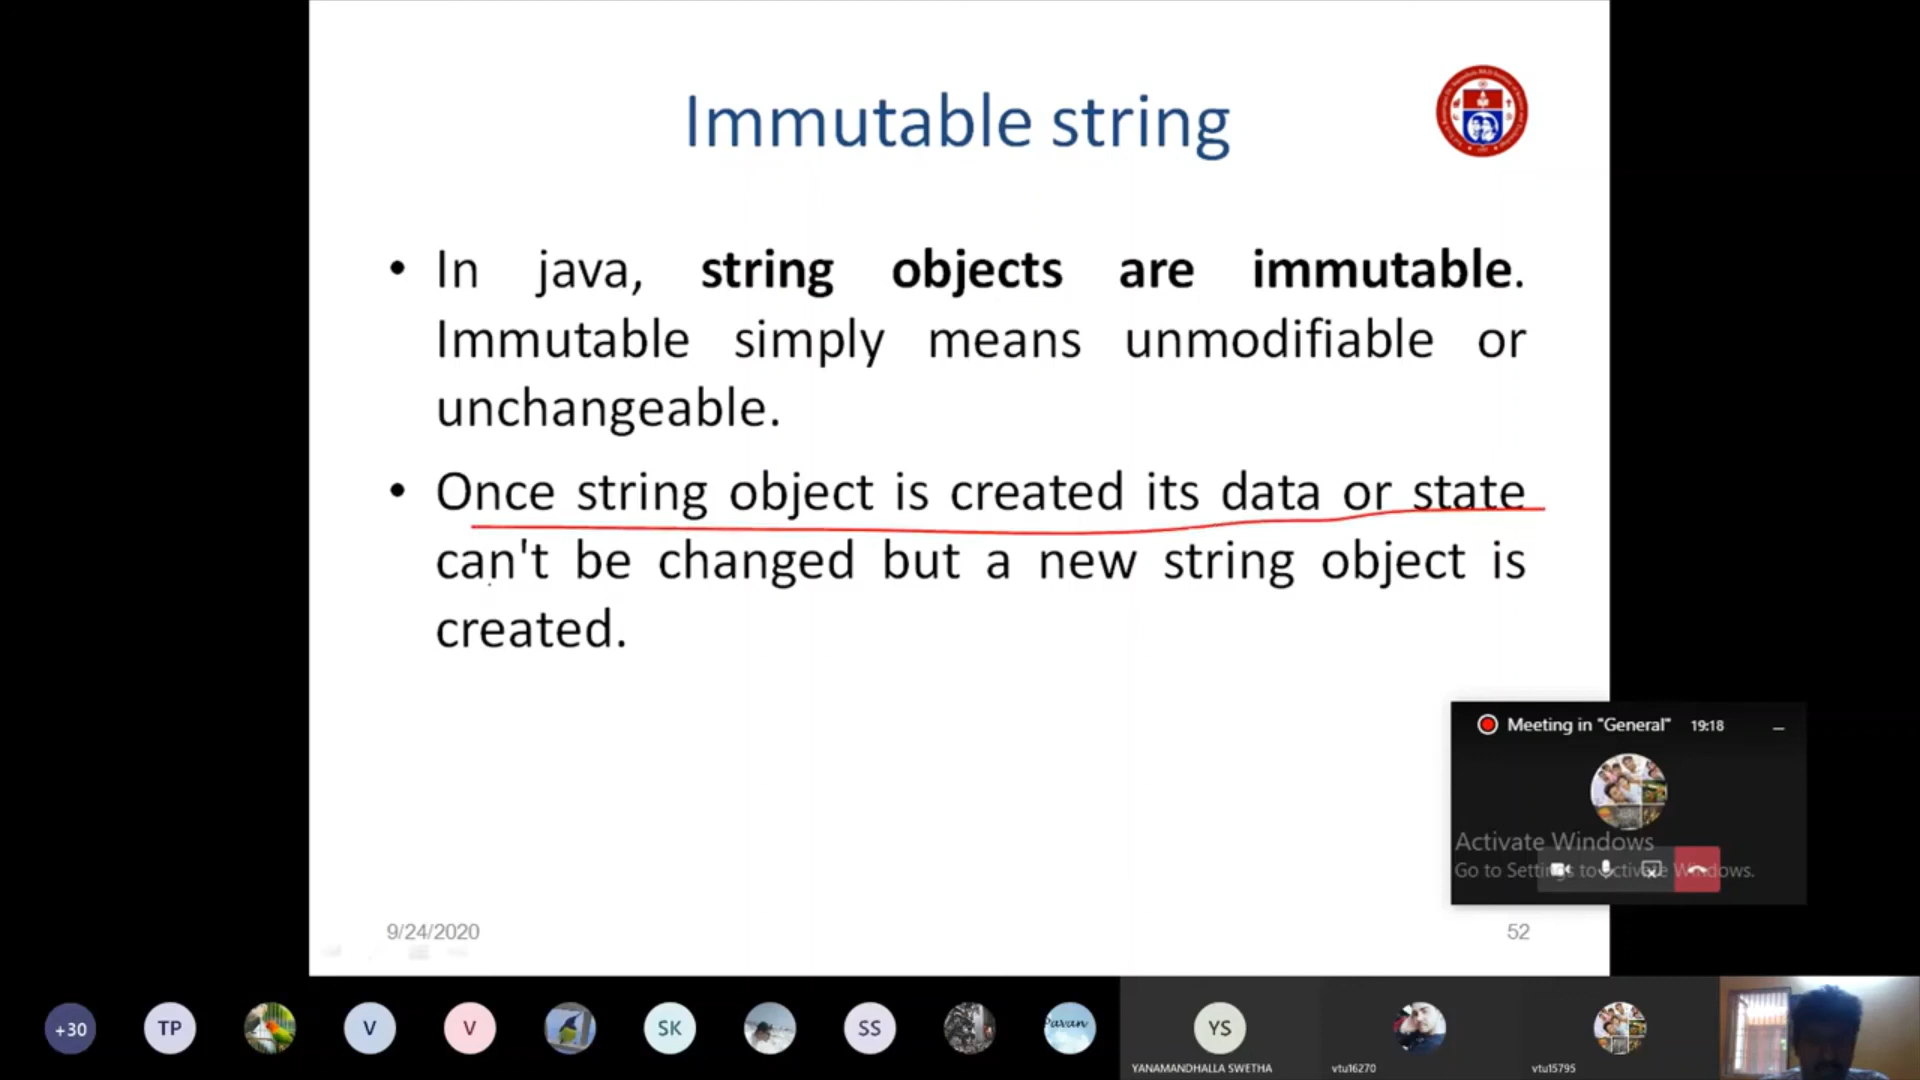 Immutable string
• In java, string objects are immutable.
Immutable simply means unmodifiable or
unchangeable.
• Once string object is created its data or state
can't be changed but a new string object is
created.
Meeting in "General" 19:18
Activate Windows
Go to Settings to activate Windows.
9/24/2020
52
+30
TP
V
V
SK
SS
Pavan
YS
YANAMANDHALLA SWETHA
vtu16270
vtu15795